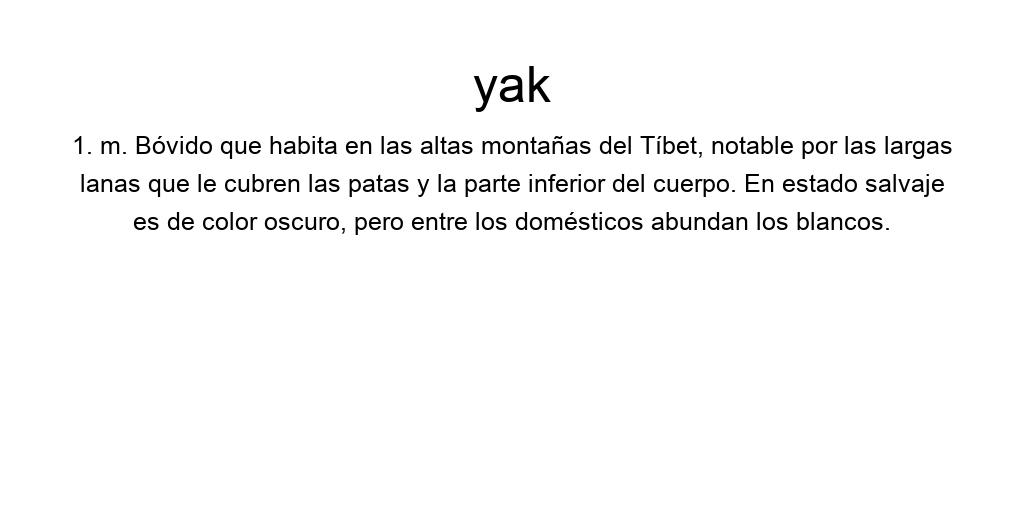 yak
1. m. Bóvido que habita en las altas montañas del Tíbet, notable por las largas
lanas que le cubren las patas y la parte inferior del cuerpo. En estado salvaje
es de color oscuro, pero entre los domésticos abundan los blancos.